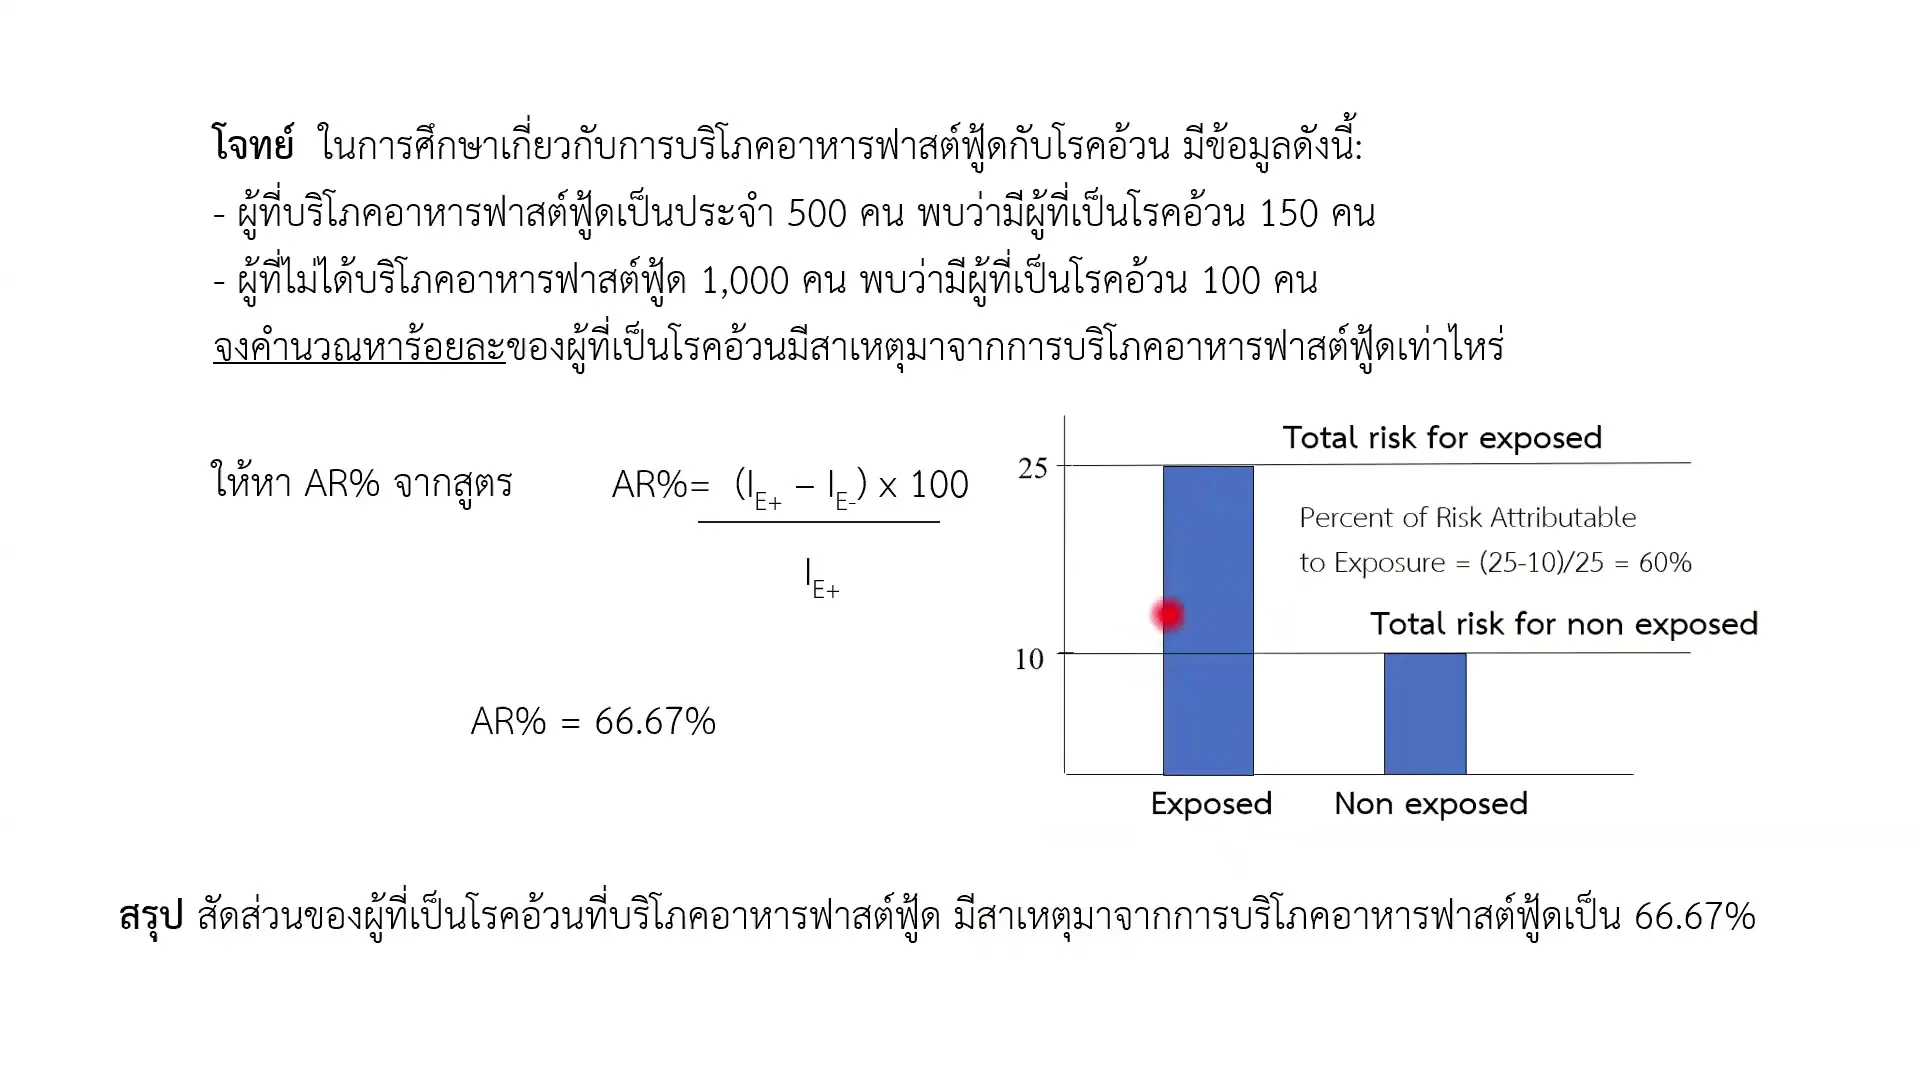 โจทย์ ในการศึกษาเกี่ยวกับการบริโภคอาหารฟาสต์ฟู้ดกับโรคอ้วน มีข้อมูลดังนี้:
- ผู้ที่บริโภคอาหารฟาสต์ฟู้ดเป็นประจำ 500 คน พบว่ามีผู้ที่เป็นโรคอ้วน 150 คน
- ผู้ที่ไม่ได้บริโภคอาหารฟาสต์ฟู้ด 1,000 คน พบว่ามีผู้ที่เป็นโรคอ้วน 100 คน
จงคำนวณหาร้อยละของผู้ที่เป็นโรคอ้วนมีสาเหตุมาจากการบริโภคอาหารฟาสต์ฟู้ดเท่าไหร่
ให้หา AR% จากสูตร AR%= (I_E+ – I_E-) x 100
I_E+
AR% = 66.67%
Total risk for exposed
25
Percent of Risk Attributable
to Exposure = (25-10)/25 = 60%
Total risk for non exposed
10
Exposed Non exposed
สรุป สัดส่วนของผู้ที่เป็นโรคอ้วนที่บริโภคอาหารฟาสต์ฟู้ด มีสาเหตุมาจากการบริโภคอาหารฟาสต์ฟู้ดเป็น 66.67%